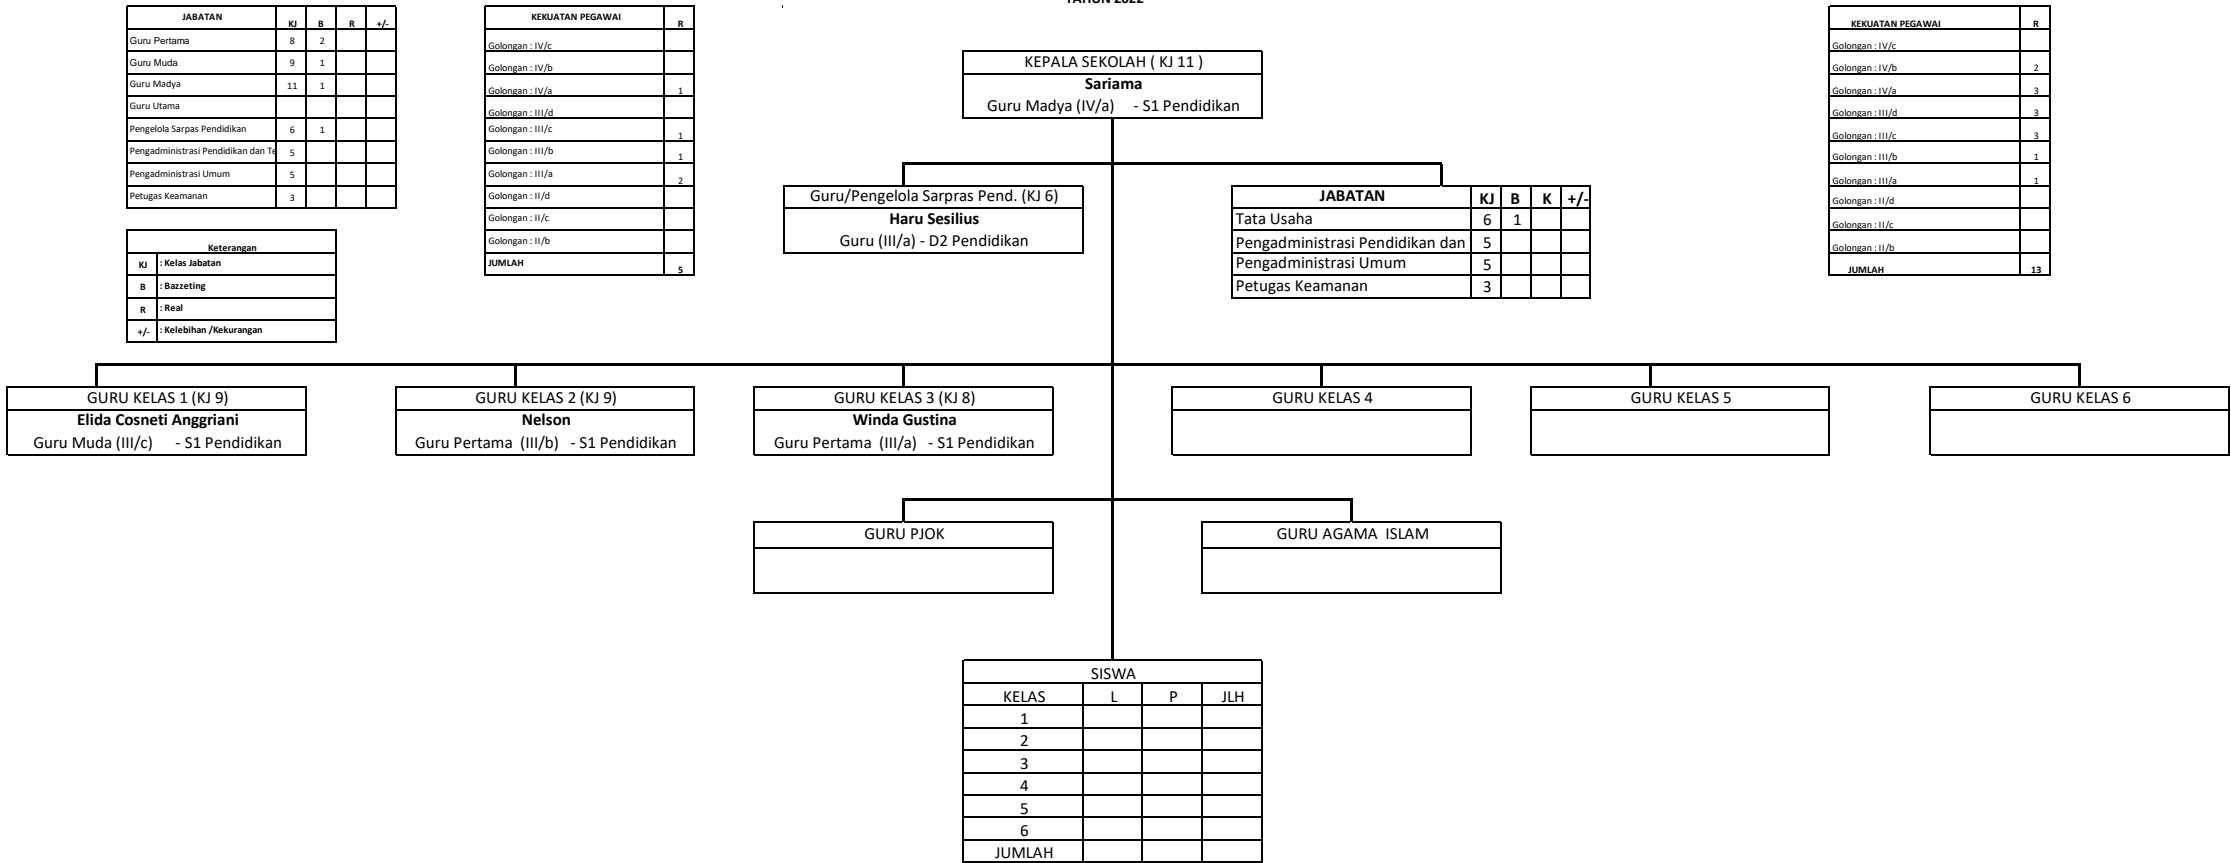 TAHUN 2022
JABATAN KJ B R +/-
Guru Pertama 8 2
Guru Muda 9 1
Guru Madya 11 1
Guru Utama
Pengelola Sarpas Pendidikan 6 1
Pengadministrasi Pendidikan dan Te 5
Pengadministrasi Umum 5
Petugas Keamanan 3
Keterangan
KJ : Kelas Jabatan
B : Bazzeting
R : Real
+/- : Kelebihan /Kekurangan
KEKUATAN PEGAWAI R
Golongan : IV/c
Golongan : IV/b
Golongan : IV/a 1
Golongan : III/d
Golongan : III/c 1
Golongan : III/b 1
Golongan : III/a 2
Golongan : II/d
Golongan : II/c
Golongan : II/b
JUMLAH 5
KEPALA SEKOLAH ( KJ 11 )
Sariama
Guru Madya (IV/a) - S1 Pendidikan
Guru/Pengelola Sarpras Pend. (KJ 6)
Haru Sesilius
Guru (III/a) - D2 Pendidikan
JABATAN KJ B K +/-
Tata Usaha 6 1
Pengadministrasi Pendidikan dan 5
Pengadministrasi Umum 5
Petugas Keamanan 3
KEKUATAN PEGAWAI R
Golongan : IV/c
Golongan : IV/b 2
Golongan : IV/a 3
Golongan : III/d 3
Golongan : III/c 3
Golongan : III/b 1
Golongan : III/a 1
Golongan : II/d
Golongan : II/c
Golongan : II/b
JUMLAH 13
GURU KELAS 1 (KJ 9)
Elida Cosneti Anggriani
Guru Muda (III/c) - S1 Pendidikan
GURU KELAS 2 (KJ 9)
Nelson
Guru Pertama (III/b) - S1 Pendidikan
GURU KELAS 3 (KJ 8)
Winda Gustina
Guru Pertama (III/a) - S1 Pendidikan
GURU KELAS 4
GURU KELAS 5
GURU KELAS 6
GURU PJOK
GURU AGAMA ISLAM
SISWA
KELAS L P JLH
1
2
3
4
5
6
JUMLAH